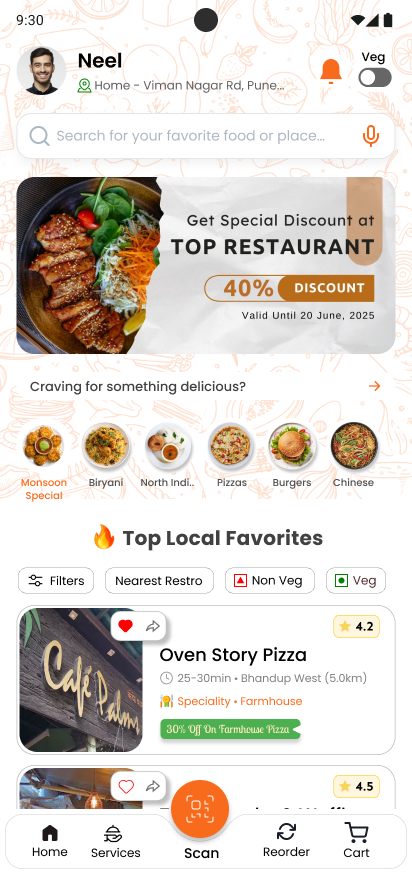 9:30
Neel
Home - Viman Nagar Rd, Pune...
Veg
Search for your favorite food or place...
Get Special Discount at
TOP RESTAURANT
40% DISCOUNT
Valid Until 20 June, 2025
Craving for something delicious?
Monsoon
Special
Biryani
North Indi..
Pizzas
Burgers
Chinese
Top Local Favorites
Filters
Nearest Restro
Non Veg
Veg
Café Palms
4.2
Oven Story Pizza
25-30min • Bhandup West (5.0km)
Speciality • Farmhouse
30% Off On Farmhouse Pizza
4.5
Home
Services
Scan
Reorder
Cart